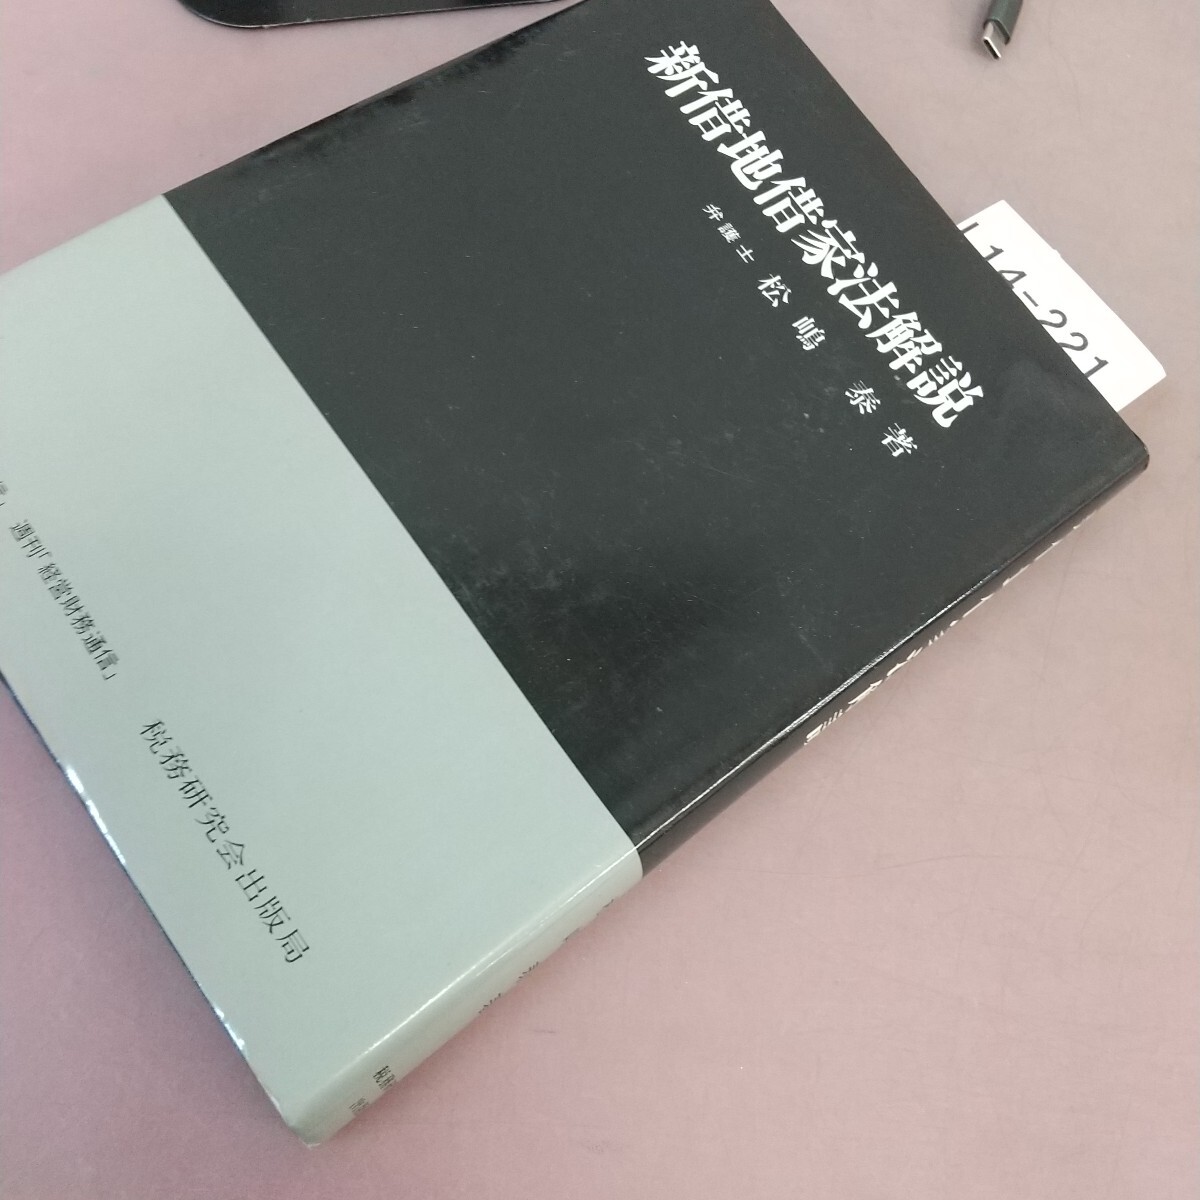 新借地借家法解説
弁護士 松嶋 泰 著
L14-221
週刊「経営財務通信」
税務研究会出版局